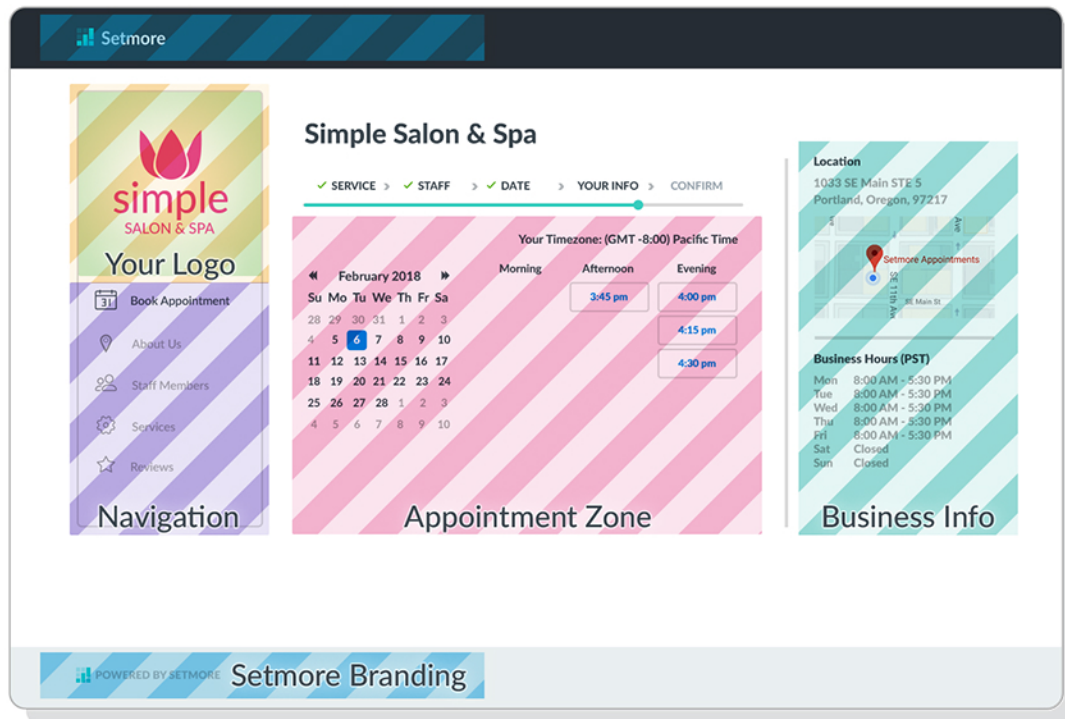 Setmore
simple
SALON & SPA
Your Logo
Book Appointment
About Us
Staff Members
Services
Reviews
Navigation
Simple Salon & Spa
SERVICE > STAFF > DATE > YOUR INFO > CONFIRM
Your Timezone: (GMT -8:00) Pacific Time
February 2018
Su Mo Tu We Th Fr Sa
28 29 30 31 1 2 3
4 5 6 7 8 9 10
11 12 13 14 15 16 17
18 19 20 21 22 23 24
25 26 27 28 1 2 3
4 5 6 7 8 9 10
Morning Afternoon Evening
3:45 pm 4:00 pm
4:15 pm
4:30 pm
Appointment Zone
Location
1033 SE Main STE 5
Portland, Oregon, 97217
Ave
Setmore Appointments
SE 11th Av
SE Main St
Business Hours (PST)
Mon 8:00 AM - 5:30 PM
Tue 8:00 AM - 5:30 PM
Wed 8:00 AM - 5:30 PM
Thu 8:00 AM - 5:30 PM
Fri 8:00 AM - 5:30 PM
Sat Closed
Sun Closed
Business Info
POWERED BY SETMORE
Setmore Branding